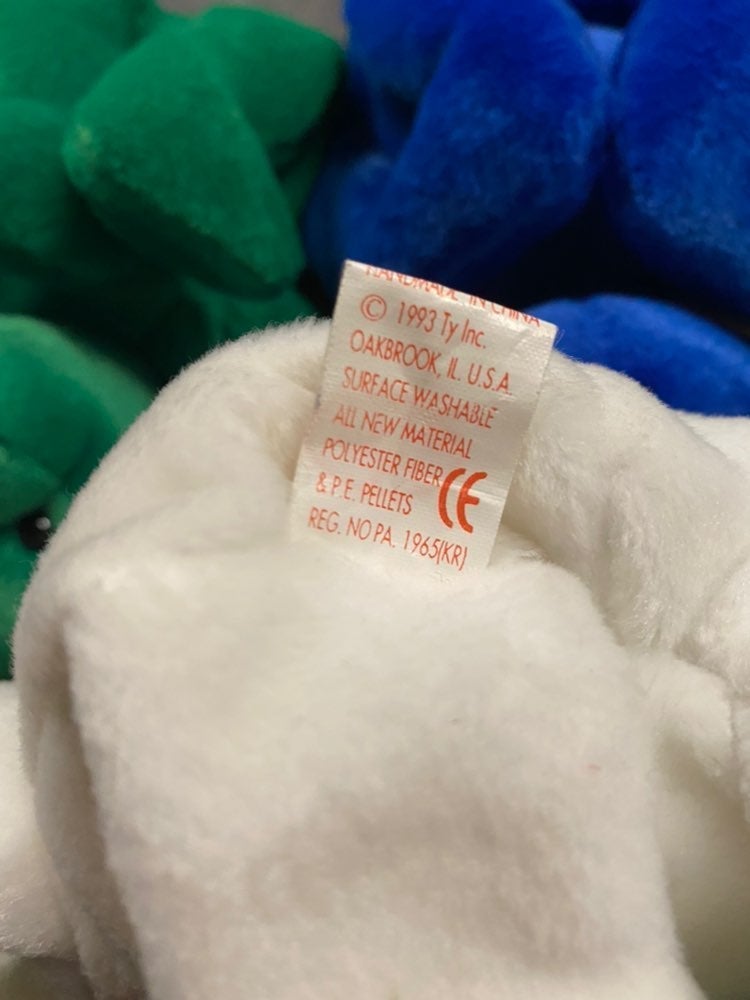 HANDMADE IN CHINA
© 1993 Ty Inc.
OAKBROOK, IL. U.S.A
SURFACE WASHABLE
ALL NEW MATERIAL
POLYESTER FIBER
& P.E. PELLETS
CE
REG. NO PA. 1965(KR)